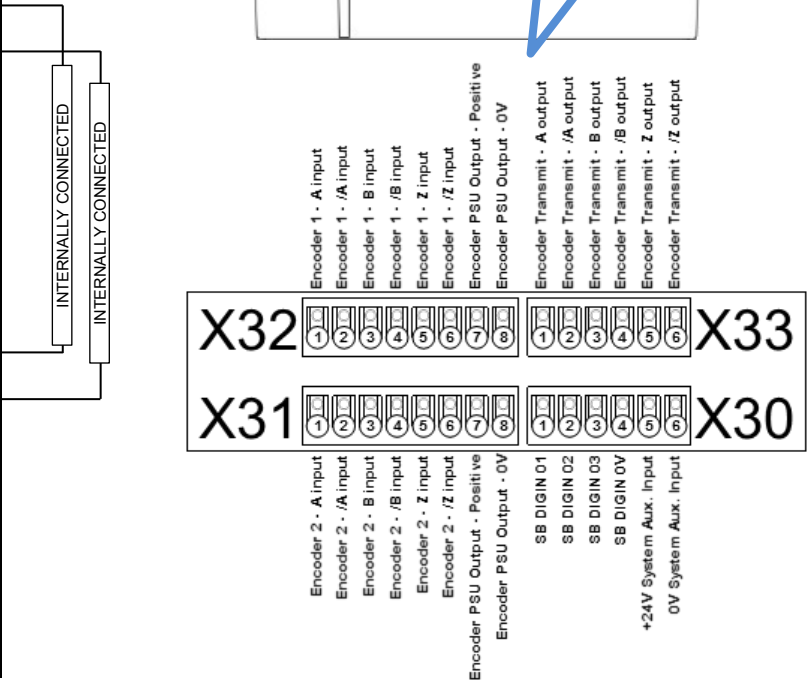 INTERNALLY CONNECTED
INTERNALLY CONNECTED
Encoder 1 - A input
Encoder 1 - /A input
Encoder 1 - B input
Encoder 1 - /B input
Encoder 1 - Z input
Encoder 1 - /Z input
Encoder PSU Output - Positive
Encoder PSU Output - 0V
Encoder Transmit - A output
Encoder Transmit - /A output
Encoder Transmit - B output
Encoder Transmit - /B output
Encoder Transmit - Z output
Encoder Transmit - /Z output
X32 1 2 3 4 5 6 7 8 1 2 3 4 5 6 X33
X31 1 2 3 4 5 6 7 8 1 2 3 4 5 6 X30
Encoder 2 - A input
Encoder 2 - /A input
Encoder 2 - B input
Encoder 2 - /B input
Encoder 2 - Z input
Encoder 2 - /Z input
Encoder PSU Output - Positive
Encoder PSU Output - 0V
SB DIGIN 01
SB DIGIN 02
SB DIGIN 03
SB DIGIN 0V
+24V System Aux. Input
0V System Aux. Input